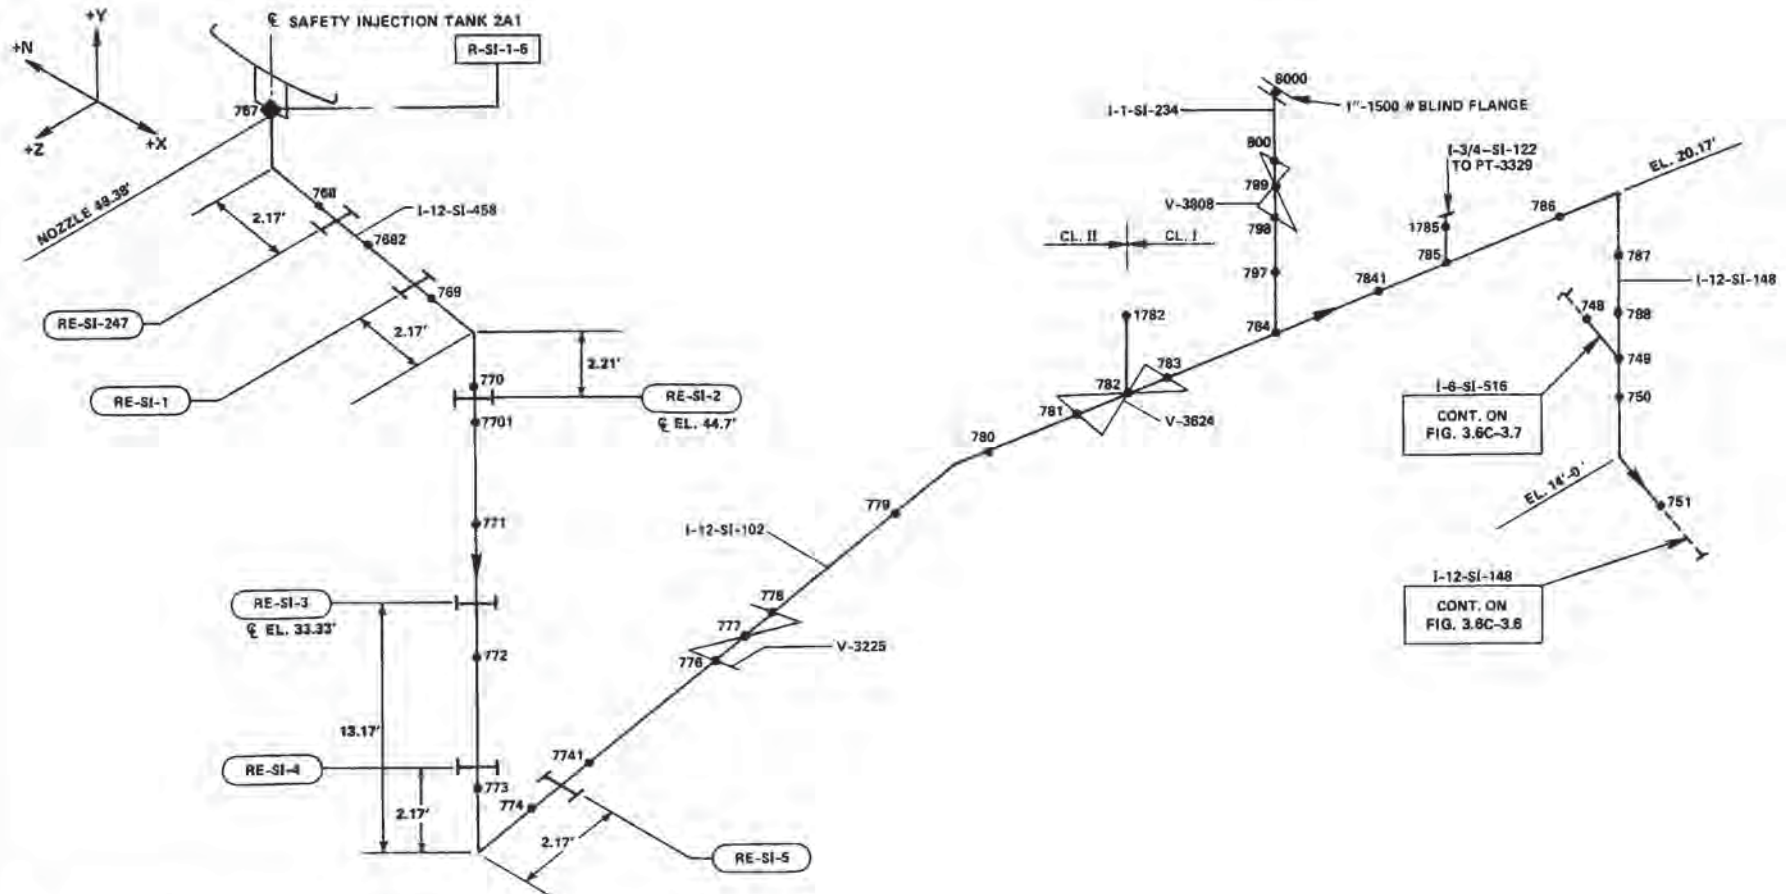 +Y
+N
+Z
+X
℄ SAFETY INJECTION TANK 2A1
R-SI-1-6
767
NOZZLE 48.38'
768
I-12-SI-458
2.17'
7682
RE-SI-247
769
2.17'
RE-SI-1
2.21'
770
RE-SI-2
℄ EL. 44.7'
7701
771
RE-SI-3
℄ EL. 33.33'
772
13.17'
RE-SI-4
773
2.17'
774
7741
2.17'
RE-SI-5
776
777
778
V-3225
I-12-SI-102
779
780
781
782
783
V-3624
1782
CL. II
CL. I
784
797
798
V-3808
789
800
I-1-SI-234
8000
1"-1500 # BLIND FLANGE
I-3/4-SI-122
TO PT-3329
1785
785
7841
786
EL. 20.17'
787
I-12-SI-148
788
748
749
750
I-6-SI-516
CONT. ON
FIG. 3.6C-3.7
EL. 14'-0'
751
I-12-SI-148
CONT. ON
FIG. 3.6C-3.6